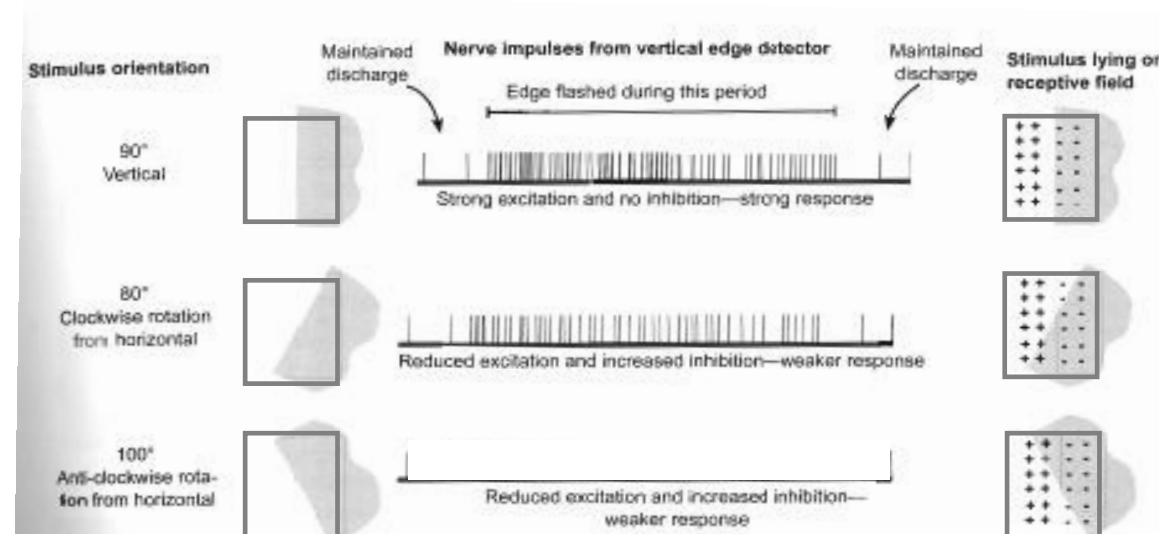 Stimulus orientation
Maintained
discharge
Nerve impulses from vertical edge detector
Maintained
discharge
Stimulus lying on
receptive field
Edge flashed during this period
90°
Vertical
Strong excitation and no inhibition—strong response
80°
Clockwise rotation
from horizontal
Reduced excitation and increased inhibition—weaker response
100°
Anti-clockwise rota-
tion from horizontal
Reduced excitation and increased inhibition—
weaker response